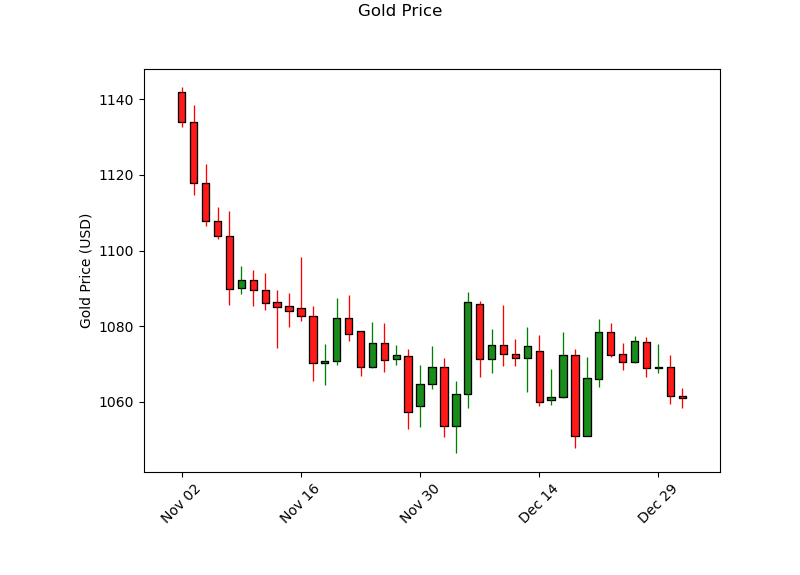 Gold Price
Gold Price (USD)
1140
1120
1100
1080
1060
Nov 02
Nov 16
Nov 30
Dec 14
Dec 29